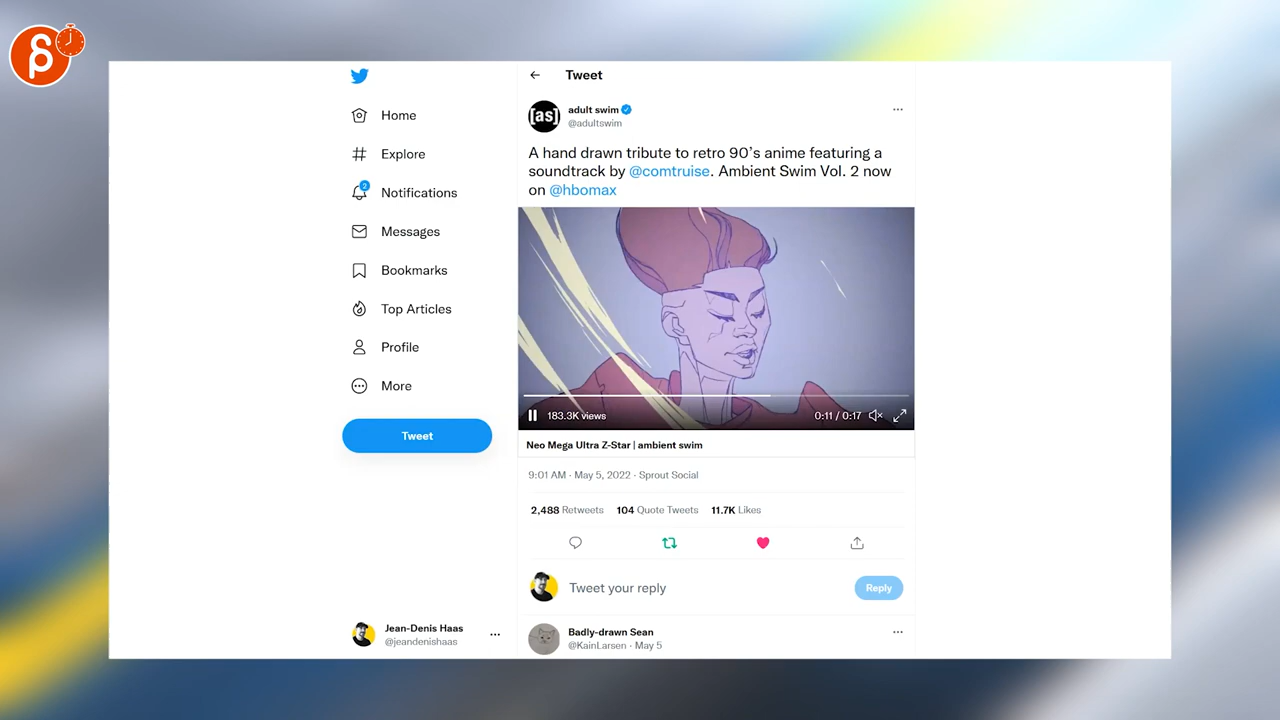 Tweet
Home
Explore
2
Notifications
Messages
Bookmarks
Top Articles
Profile
More
Tweet
[as]
adult swim
@adultswim
A hand drawn tribute to retro 90's anime featuring a
soundtrack by @comtruise. Ambient Swim Vol. 2 now
on @hbomax
183.3K views
0:11 / 0:17
Neo Mega Ultra Z-Star | ambient swim
9:01 AM · May 5, 2022 · Sprout Social
2,488 Retweets 104 Quote Tweets 11.7K Likes
Tweet your reply
Reply
Jean-Denis Haas
@jeandenishaas
Badly-drawn Sean
@KainLarsen · May 5